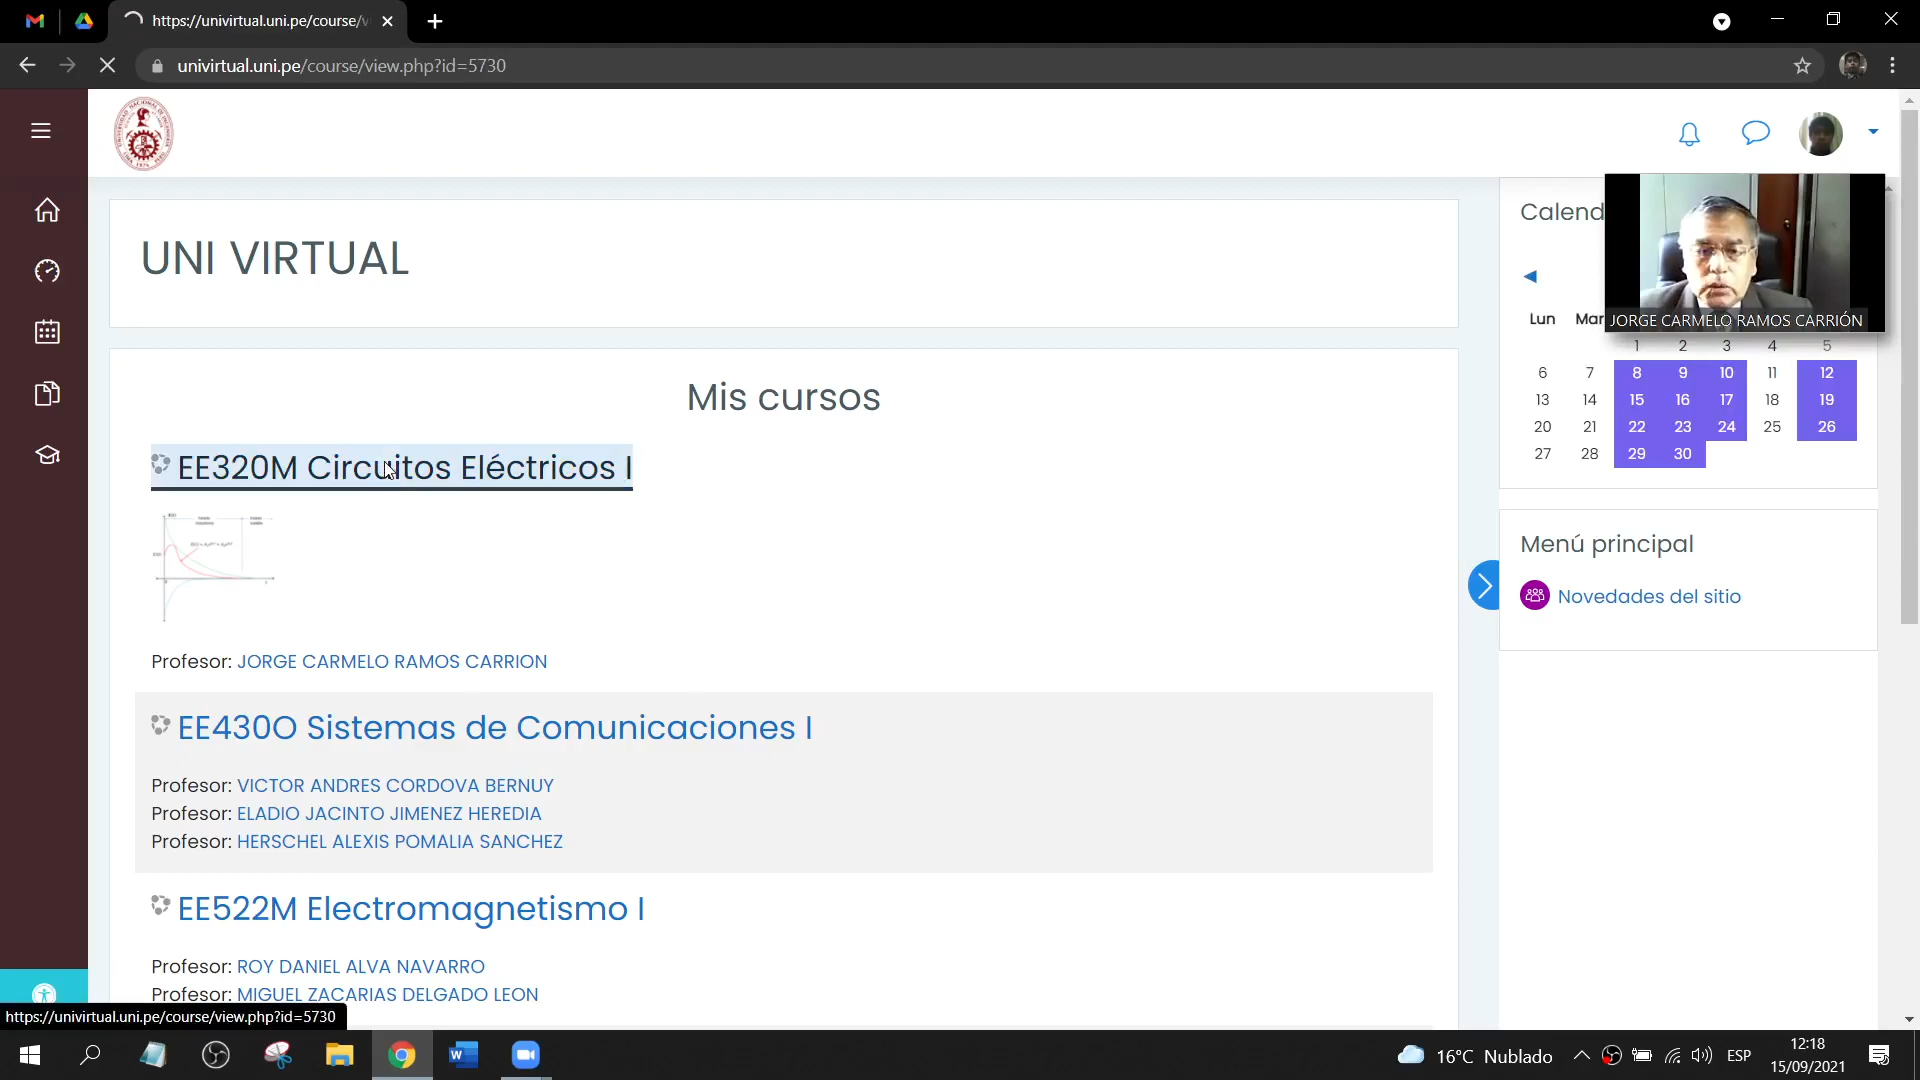 https://univirtual.uni.pe/course/v
univirtual.uni.pe/course/view.php?id=5730
UNI VIRTUAL
Mis cursos
EE320M Circuitos Eléctricos I
Profesor: JORGE CARMELO RAMOS CARRION
EE430O Sistemas de Comunicaciones I
Profesor: VICTOR ANDRES CORDOVA BERNUY
Profesor: ELADIO JACINTO JIMENEZ HEREDIA
Profesor: HERSCHEL ALEXIS POMALIA SANCHEZ
EE522M Electromagnetismo I
Profesor: ROY DANIEL ALVA NAVARRO
Profesor: MIGUEL ZACARIAS DELGADO LEON
Calend
JORGE CARMELO RAMOS CARRIÓN
Lun Mar
1 2 3 4 5
6 7 8 9 10 11 12
13 14 15 16 17 18 19
20 21 22 23 24 25 26
27 28 29 30
Menú principal
Novedades del sitio
https://univirtual.uni.pe/course/view.php?id=5730
16°C Nublado
ESP
12:18
15/09/2021